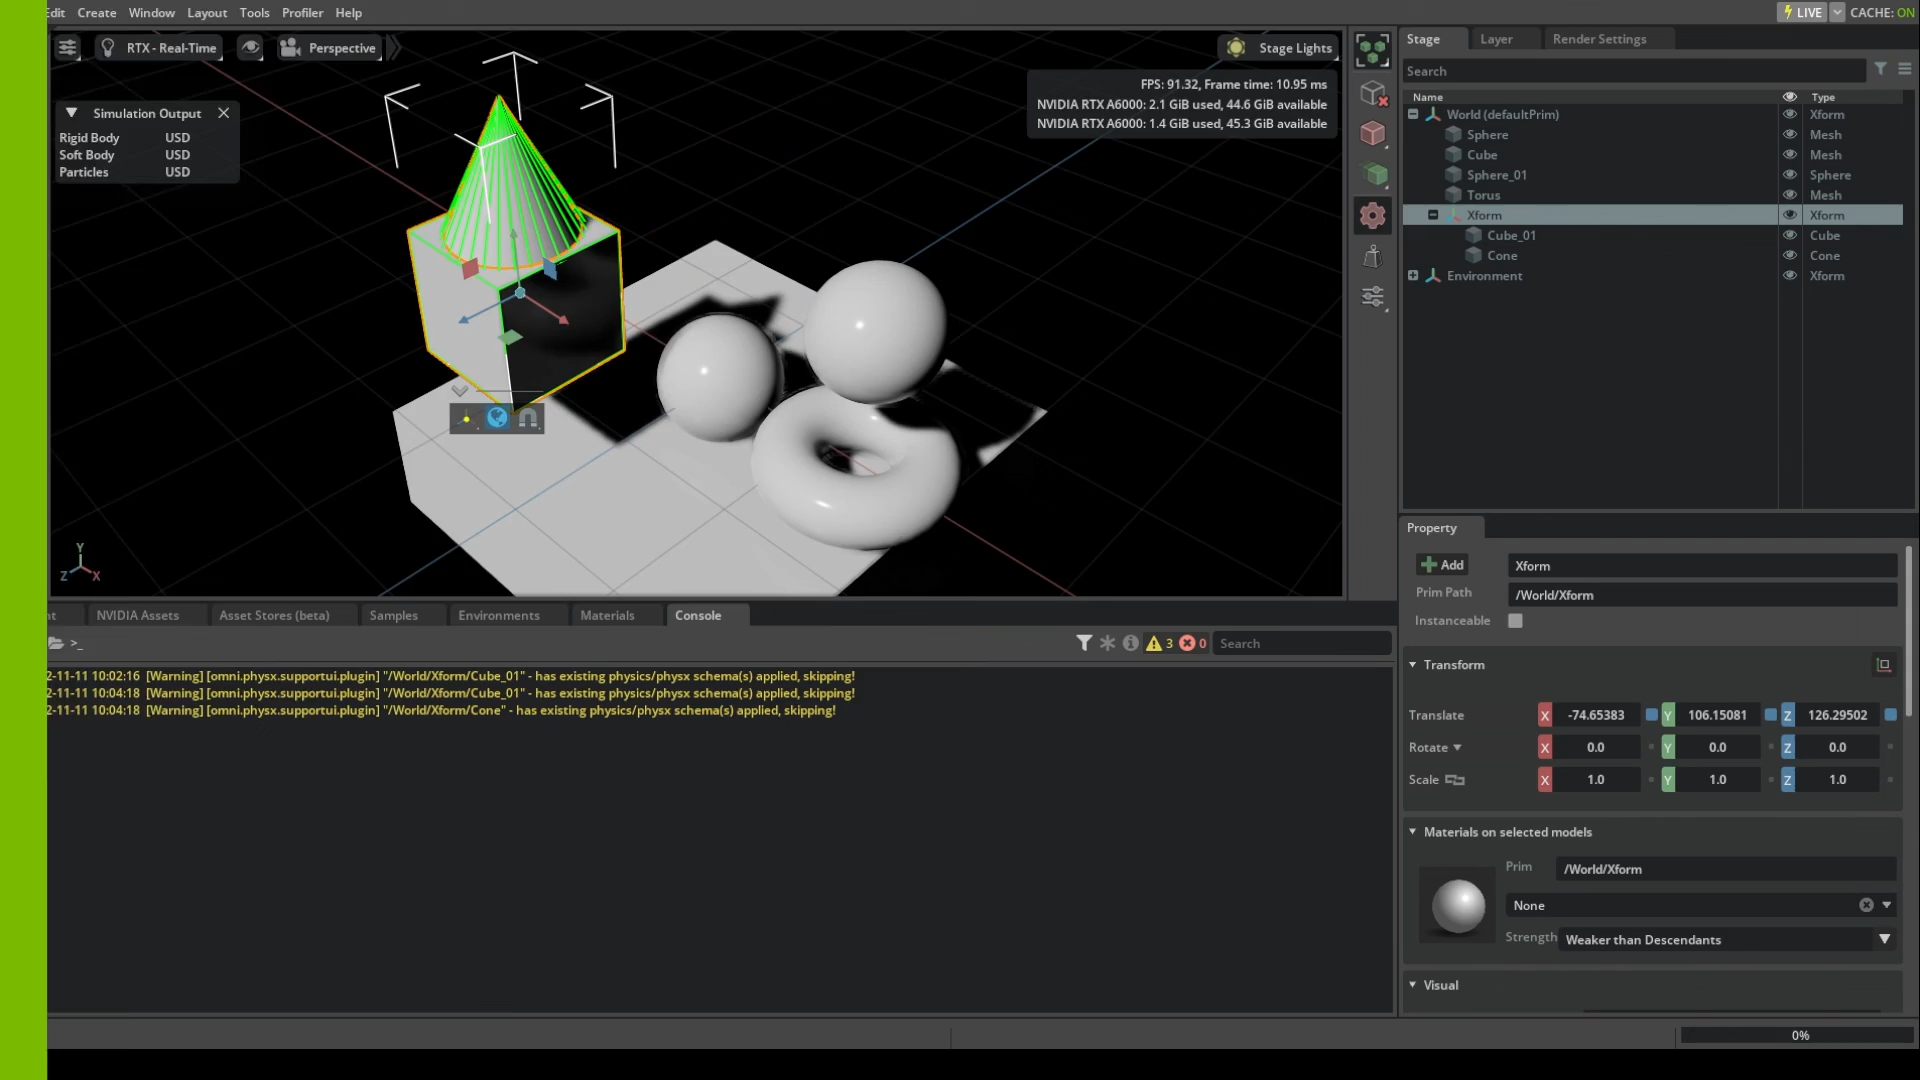 Edit Create Window Layout Tools Profiler Help
LIVE CACHE: ON
RTX - Real-Time Perspective Stage Lights
FPS: 91.32, Frame time: 10.95 ms
NVIDIA RTX A6000: 2.1 GiB used, 44.6 GiB available
NVIDIA RTX A6000: 1.4 GiB used, 45.3 GiB available
Simulation Output
Rigid Body USD
Soft Body USD
Particles USD
Y
Z X
Stage Layer Render Settings
Search
Name Type
World (defaultPrim) Xform
Sphere Mesh
Cube Mesh
Sphere_01 Sphere
Torus Mesh
Xform Xform
Cube_01 Cube
Cone Cone
Environment Xform
Property
Add Xform
Prim Path /World/Xform
Instanceable
Transform
Translate X -74.65383 Y 106.15081 Z 126.29502
Rotate X 0.0 Y 0.0 Z 0.0
Scale X 1.0 Y 1.0 Z 1.0
Materials on selected models
Prim /World/Xform
None
Strength Weaker than Descendants
Visual
nt NVIDIA Assets Asset Stores (beta) Samples Environments Materials Console
>_ 3 0 Search
2-11-11 10:02:16 [Warning] [omni.physx.supportui.plugin] "/World/Xform/Cube_01" - has existing physics/physx schema(s) applied, skipping!
2-11-11 10:04:18 [Warning] [omni.physx.supportui.plugin] "/World/Xform/Cube_01" - has existing physics/physx schema(s) applied, skipping!
2-11-11 10:04:18 [Warning] [omni.physx.supportui.plugin] "/World/Xform/Cone" - has existing physics/physx schema(s) applied, skipping!
0%